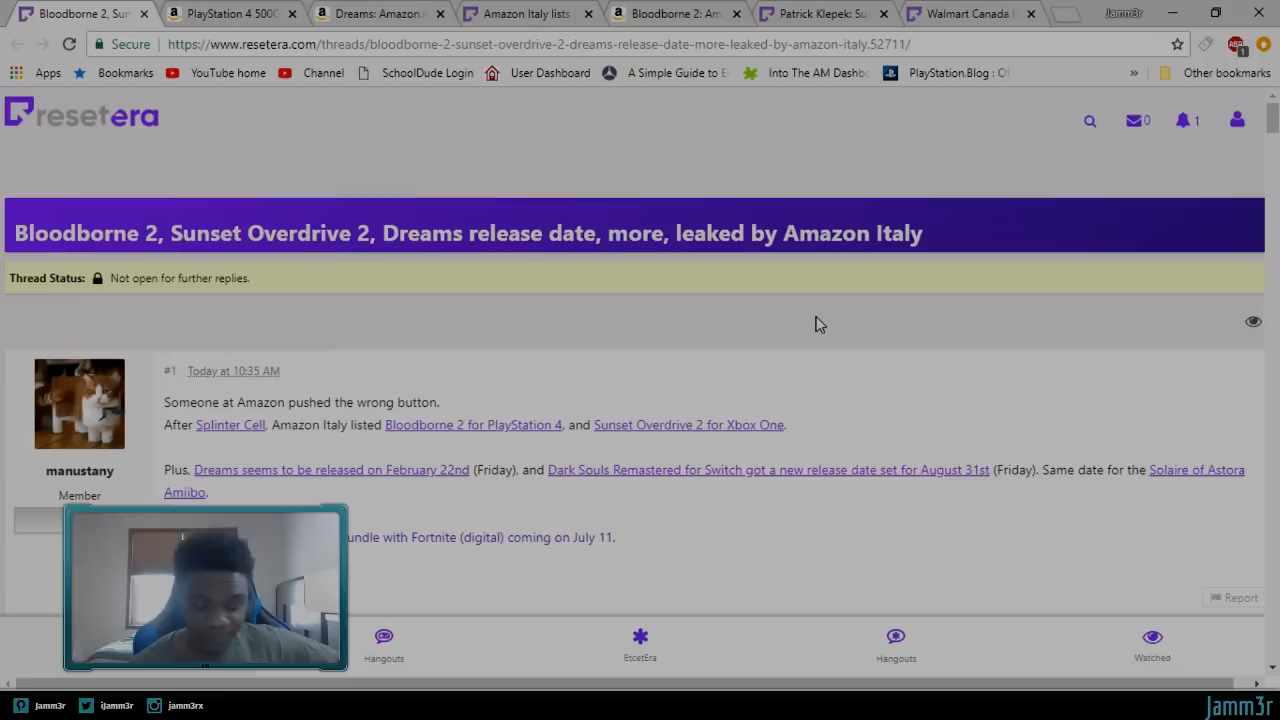 Bloodborne 2, Sun
PlayStation 4 500G
Dreams: Amazon.it
Amazon Italy lists
Bloodborne 2: Am
Patrick Klepek: Su
Walmart Canada l
Jamm3r
Secure
https://www.resetera.com/threads/bloodborne-2-sunset-overdrive-2-dreams-release-date-more-leaked-by-amazon-italy.52711/
ABP
1
Apps
Bookmarks
YouTube home
Channel
SchoolDude Login
User Dashboard
A Simple Guide to E
Into The AM Dashb
PlayStation.Blog : Of
»
Other bookmarks
resetera
0
1
Bloodborne 2, Sunset Overdrive 2, Dreams release date, more, leaked by Amazon Italy
Thread Status: Not open for further replies.
#1 Today at 10:35 AM
Someone at Amazon pushed the wrong button.
After Splinter Cell, Amazon Italy listed Bloodborne 2 for PlayStation 4, and Sunset Overdrive 2 for Xbox One.
manustany
Member
Plus, Dreams seems to be released on February 22nd (Friday), and Dark Souls Remastered for Switch got a new release date set for August 31st (Friday). Same date for the Solaire of Astora
Amiibo.
undle with Fortnite (digital) coming on July 11.
Report
Hangouts
EtcetEra
Hangouts
Watched
Jamm3r
iJamm3r
jamm3rx
Jamm3r